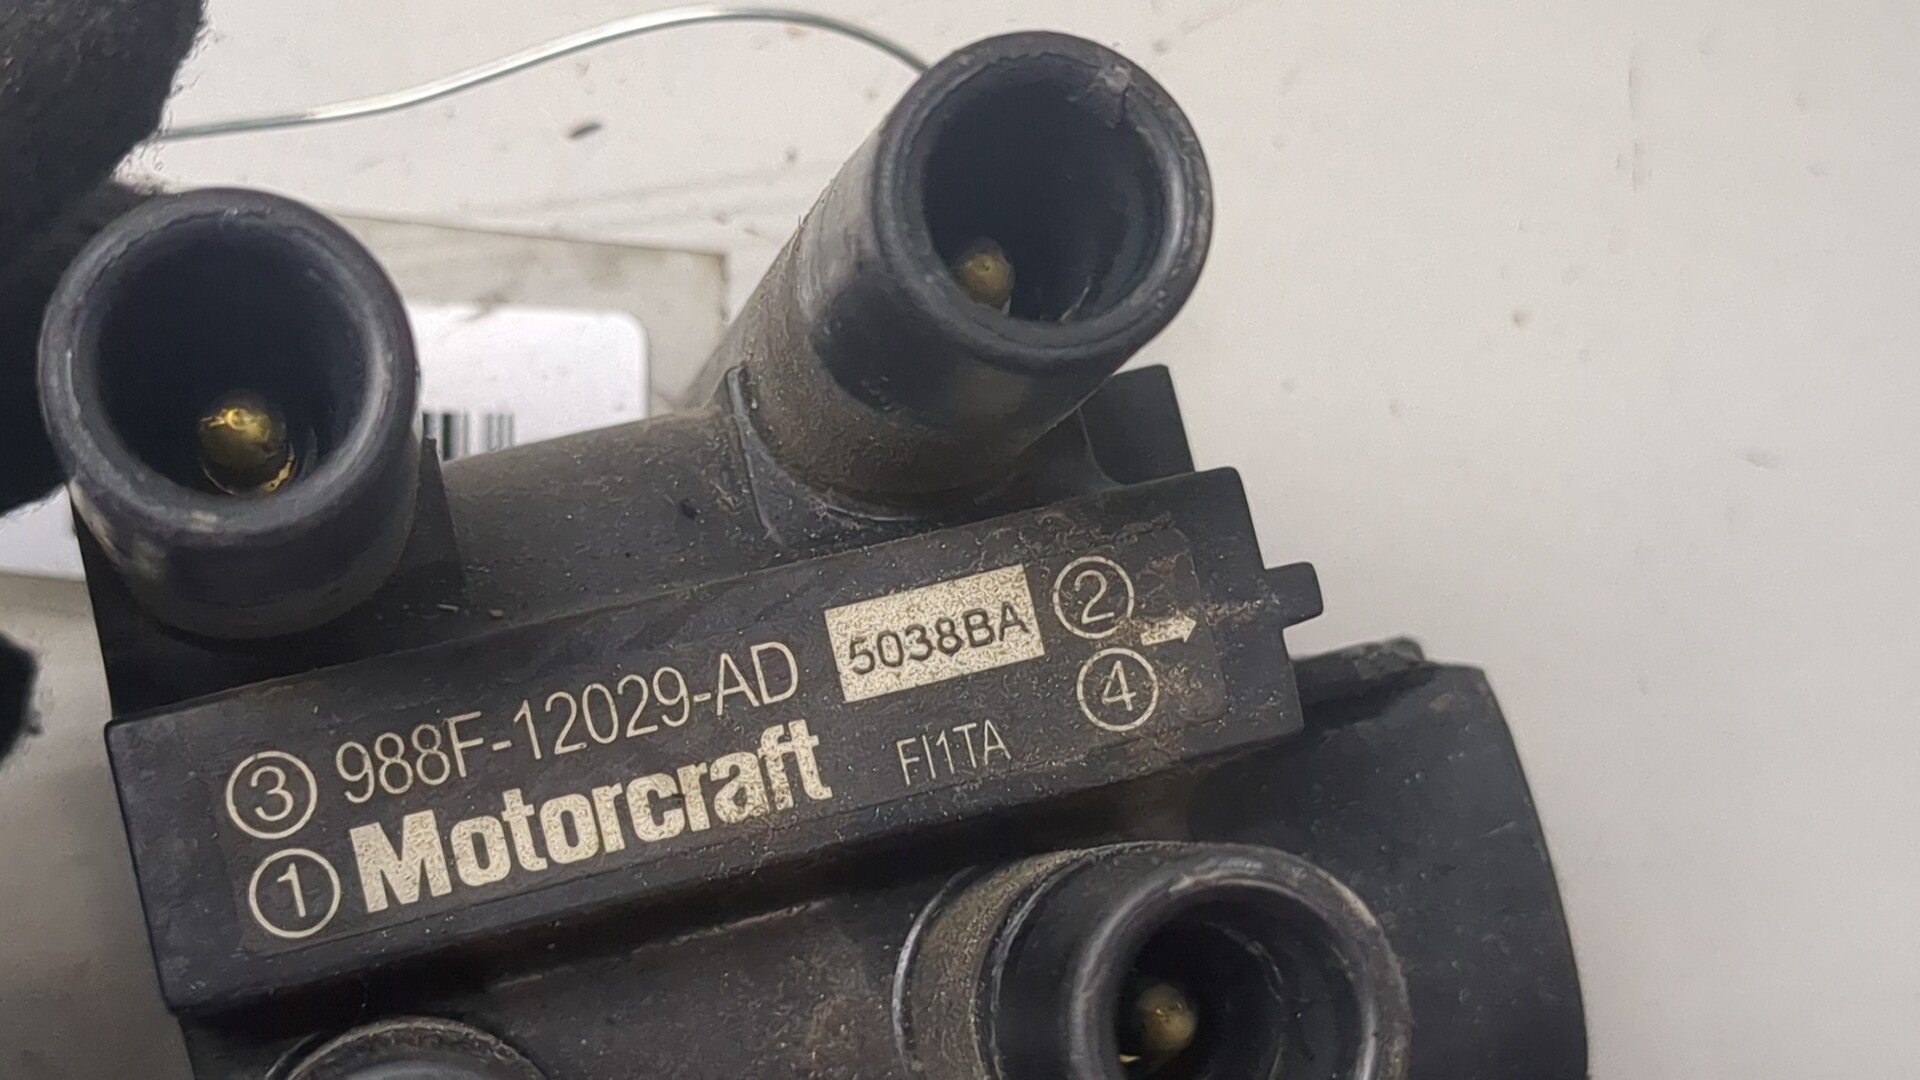 ③ 988F-12029-AD 5038BA ②
① Motorcraft FI1TA ④